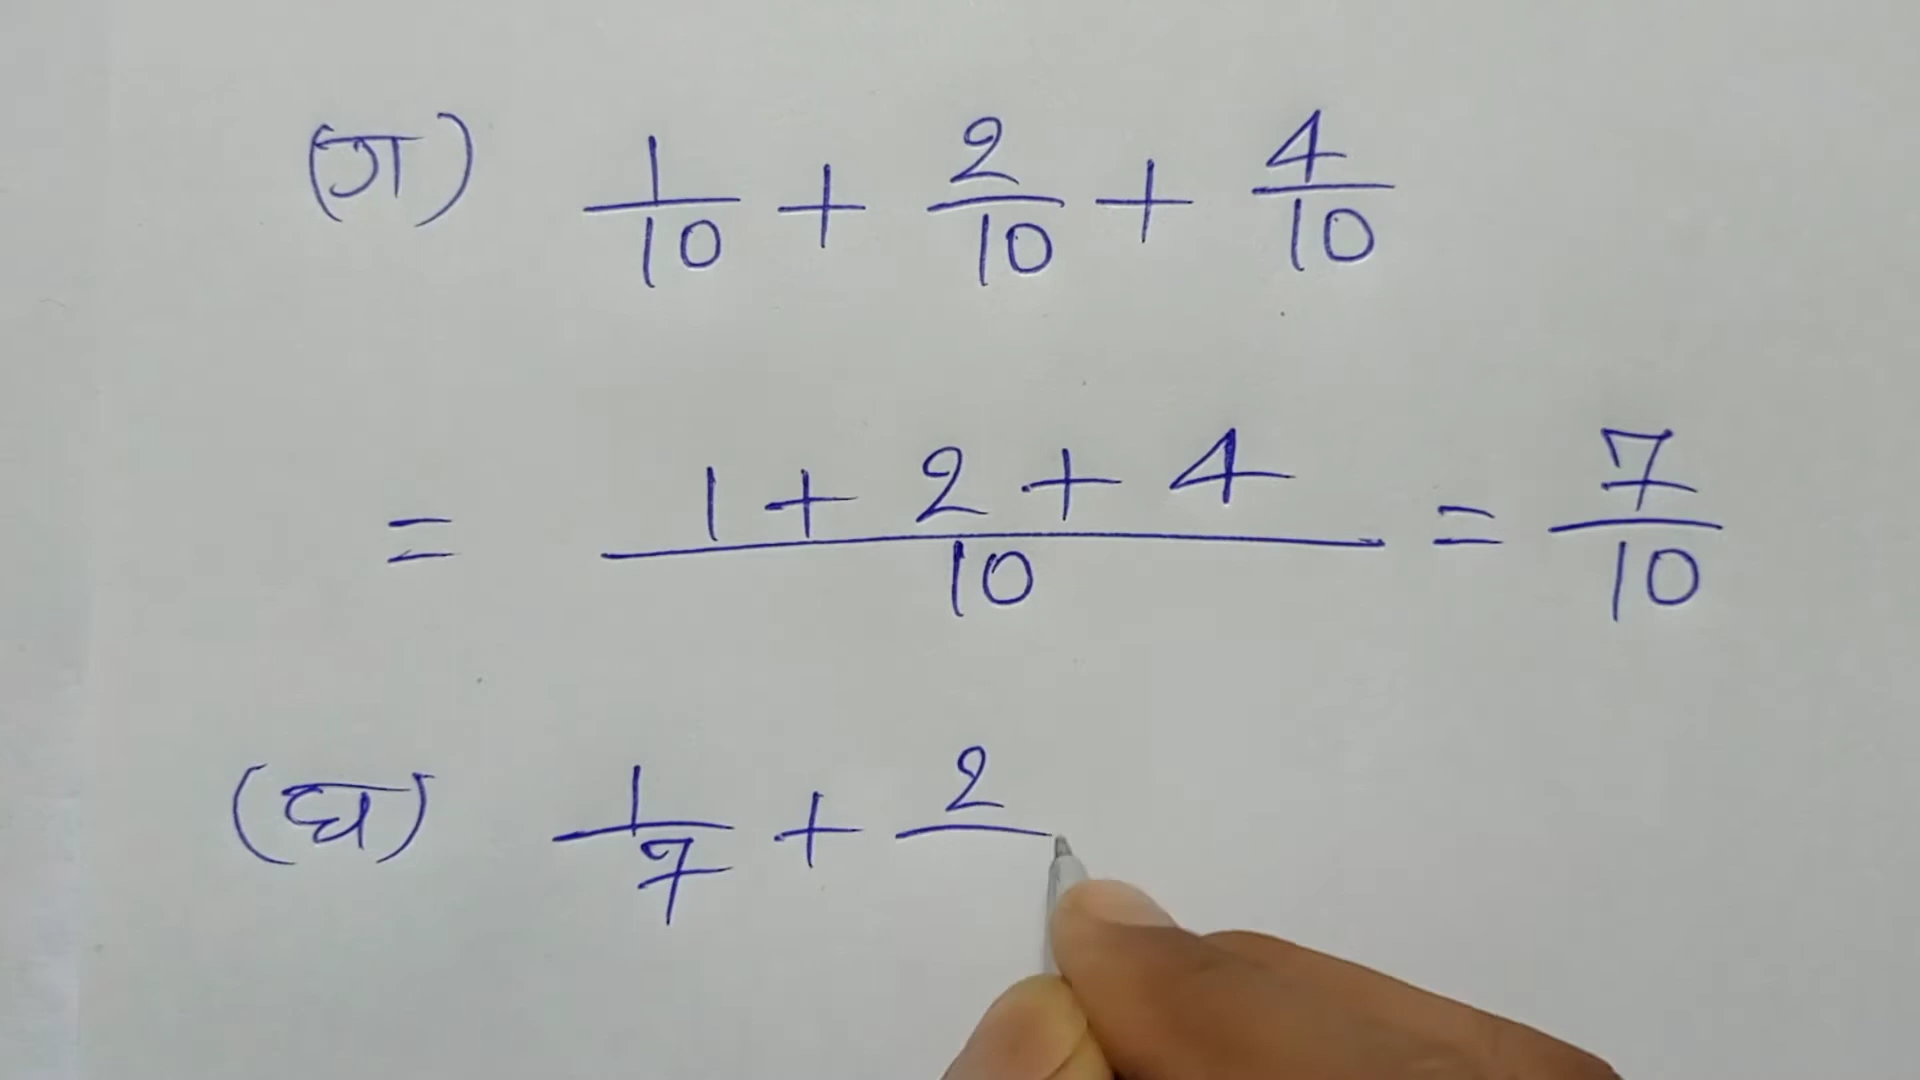 (ग) 1/10 + 2/10 + 4/10
= (1 + 2 + 4)/10 = 7/10
(घ) 1/7 + 2/